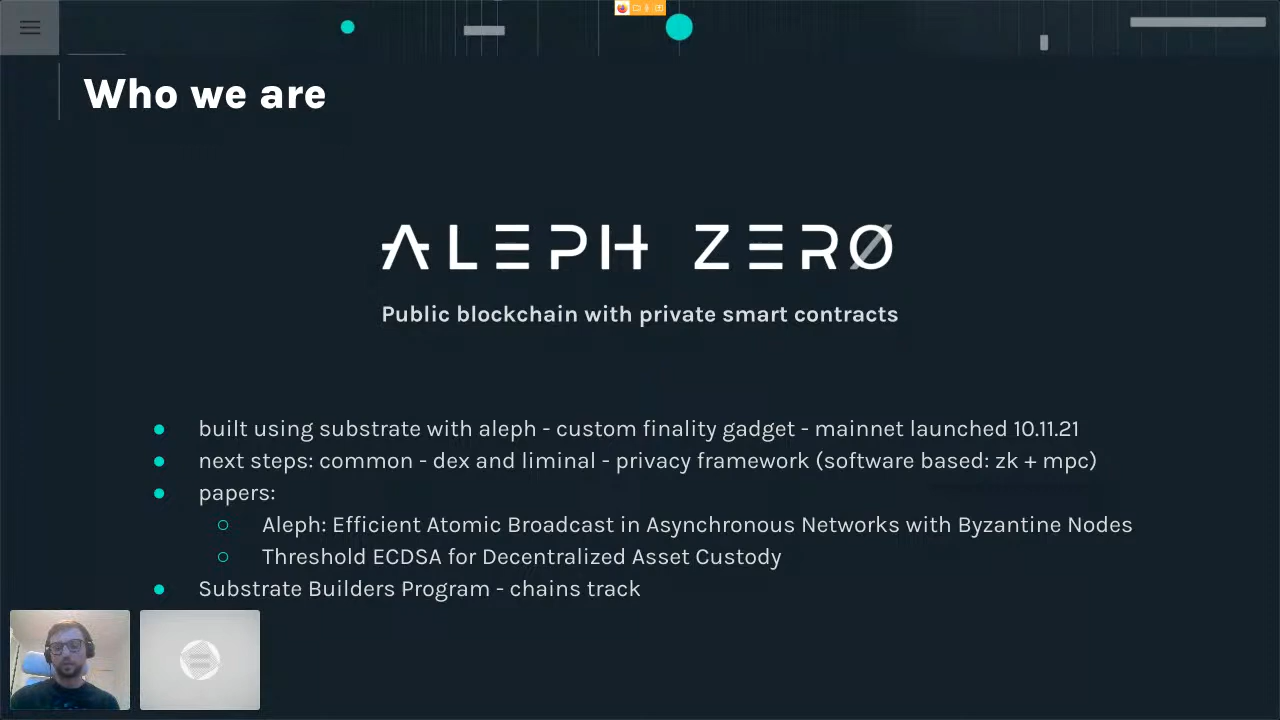 Who we are
ALEPH ZERØ
Public blockchain with private smart contracts
built using substrate with aleph - custom finality gadget - mainnet launched 10.11.21
next steps: common - dex and liminal - privacy framework (software based: zk + mpc)
papers:
Aleph: Efficient Atomic Broadcast in Asynchronous Networks with Byzantine Nodes
Threshold ECDSA for Decentralized Asset Custody
Substrate Builders Program - chains track